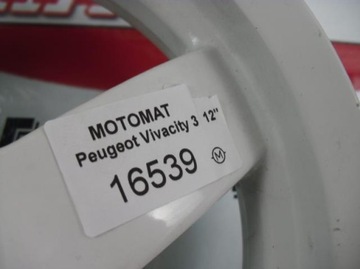 MOTOMAT
Peugeot Vivacity 3 12"
16539 M